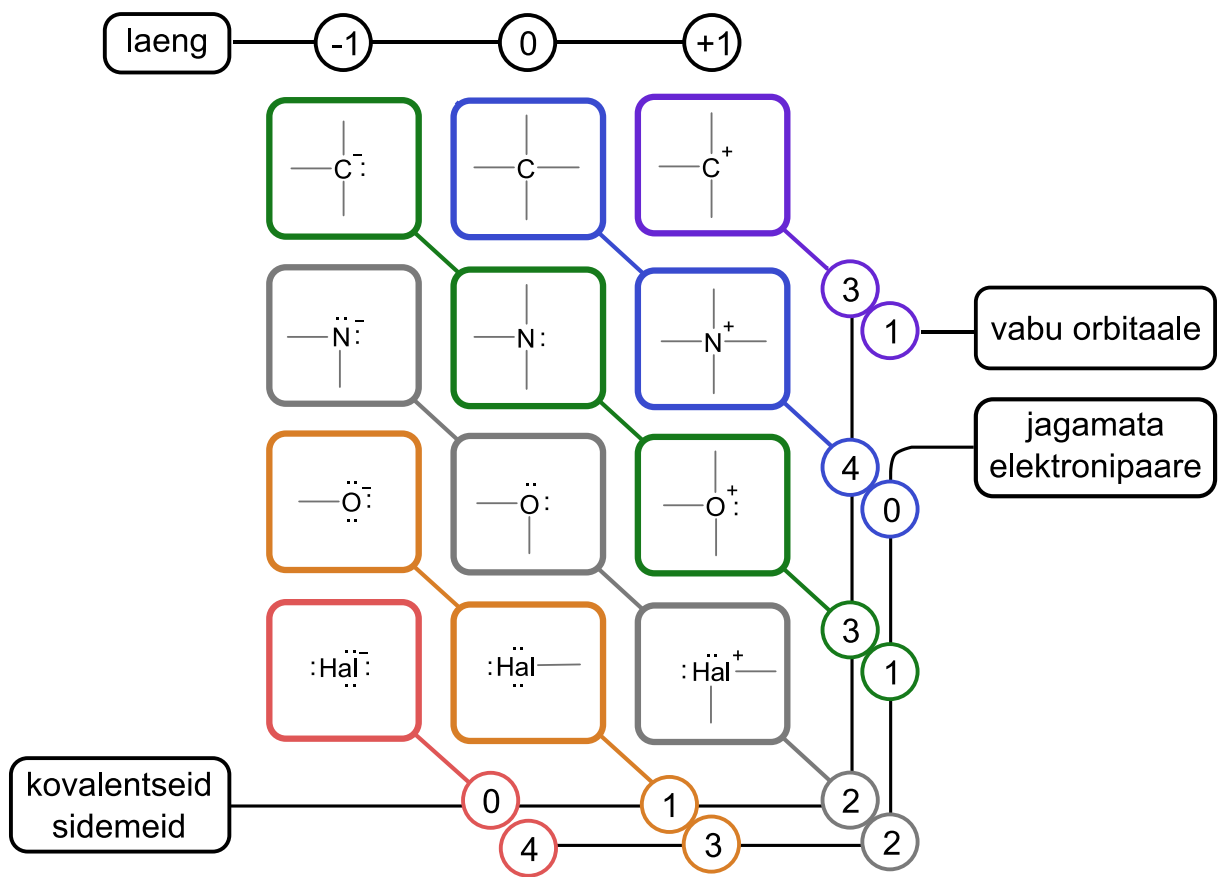 laeng -1 0 +1
C⁻: C C⁺
3
1 vabu orbitaale
N̈⁻: N: N⁺
jagamata
elektronipaare
4
0
:Ö⁻: Ö: O⁺:
3
1
:Hal⁻: :Hal :Hal⁺
kovalentseid
sidemeid
0 1 2
4 3 2